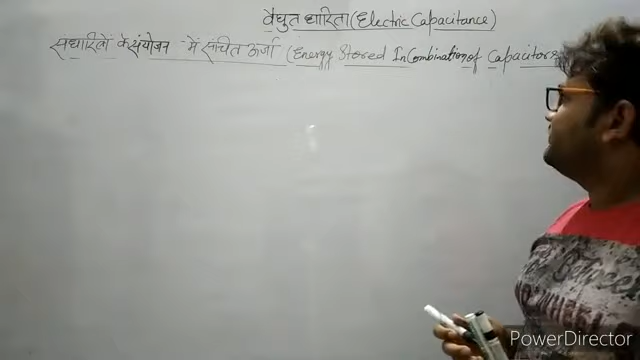 वैधुत धारिता (Electric Capacitance)
संधारितों के संयोजन में संचित ऊर्जा (Energy Stored In Combination of Capacitors
PowerDirector